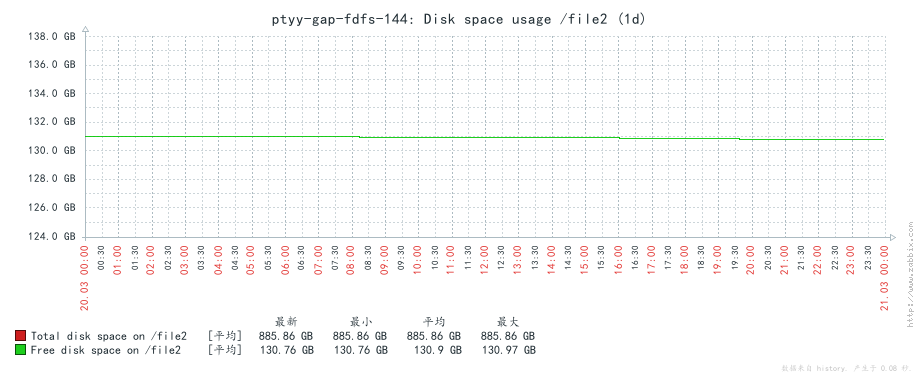 ptyy-gap-fdfs-144: Disk space usage /file2 (1d)
138.0 GB
136.0 GB
134.0 GB
132.0 GB
130.0 GB
128.0 GB
126.0 GB
124.0 GB
20.03 00:00 00:30 01:00 01:30 02:00 02:30 03:00 03:30 04:00 04:30 05:00 05:30 06:00 06:30 07:00 07:30 08:00 08:30 09:00 09:30 10:00 10:30 11:00 11:30 12:00 12:30 13:00 13:30 14:00 14:30 15:00 15:30 16:00 16:30 17:00 17:30 18:00 18:30 19:00 19:30 20:00 20:30 21:00 21:30 22:00 22:30 23:00 23:30 21.03 00:00
http://www.zabbix.com
最新 最小 平均 最大
Total disk space on /file2 [平均] 885.86 GB 885.86 GB 885.86 GB 885.86 GB
Free disk space on /file2 [平均] 130.76 GB 130.76 GB 130.9 GB 130.97 GB
数据来自 history. 产生于 0.08 秒